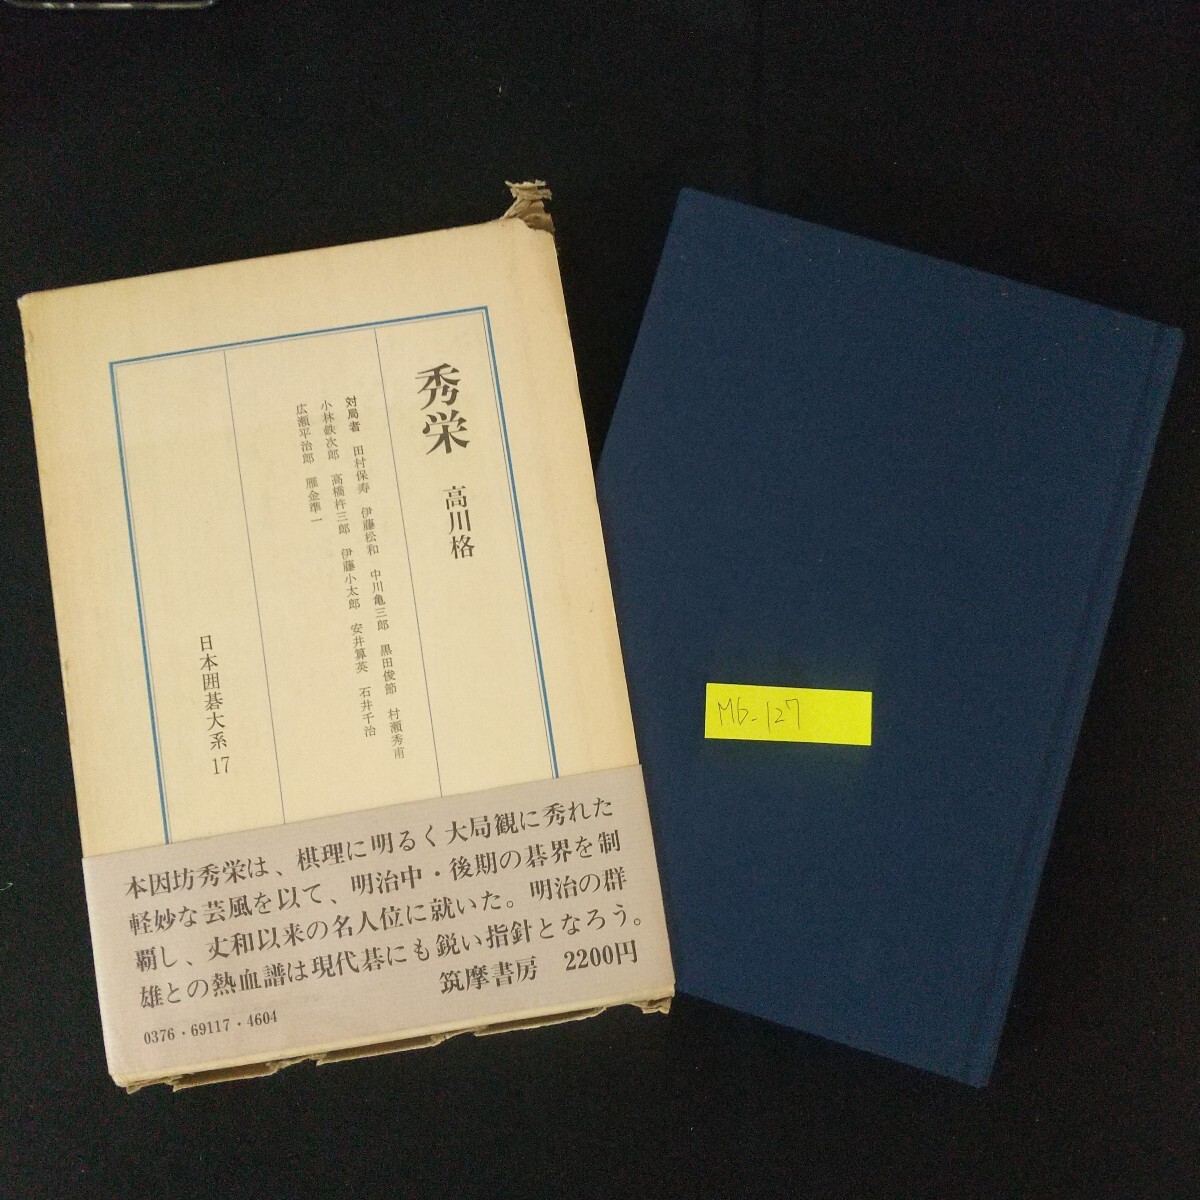 秀栄　高川格
対局者　田村保寿　伊藤松和　中川亀三郎　黒田俊節　村瀬秀甫
小林鉄次郎　高橋杵三郎　伊藤小太郎　安井算英　石井千治
広瀬平治郎　雁金準一
日本囲碁大系17
本因坊秀栄は、棋理に明るく大局観に秀れた
軽妙な芸風を以て、明治中・後期の碁界を制
覇し、丈和以来の名人位に就いた。明治の群
雄との熱血譜は現代碁にも鋭い指針となろう。
筑摩書房　2200円
0376・69117・4604
M6-127